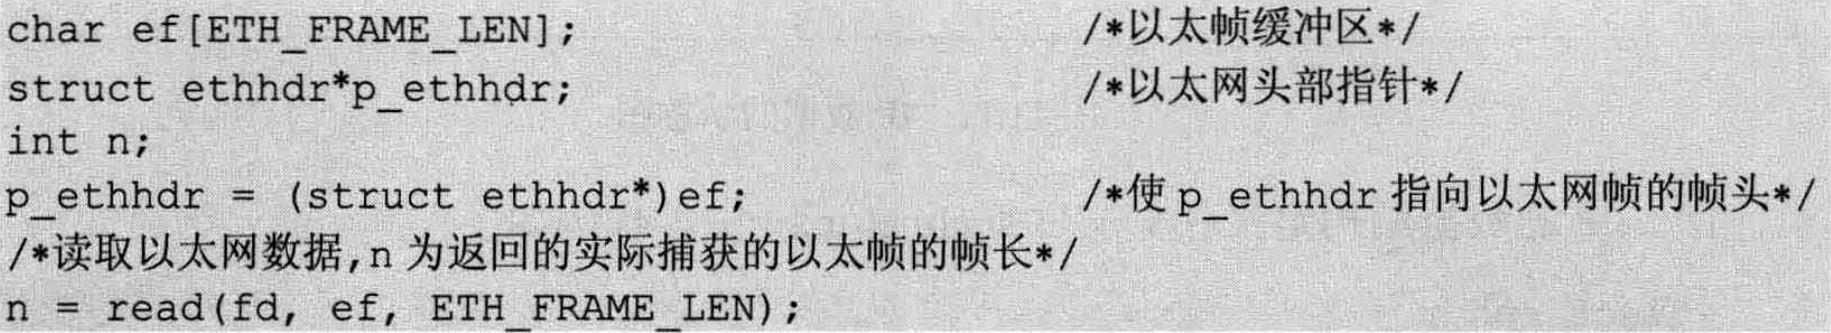 char ef[ETH_FRAME_LEN]; /*以太帧缓冲区*/
struct ethhdr*p_ethhdr; /*以太网头部指针*/
int n;
p_ethhdr = (struct ethhdr*)ef; /*使p_ethhdr 指向以太网帧的帧头*/
/*读取以太网数据,n 为返回的实际捕获的以太帧的帧长*/
n = read(fd, ef, ETH_FRAME_LEN);